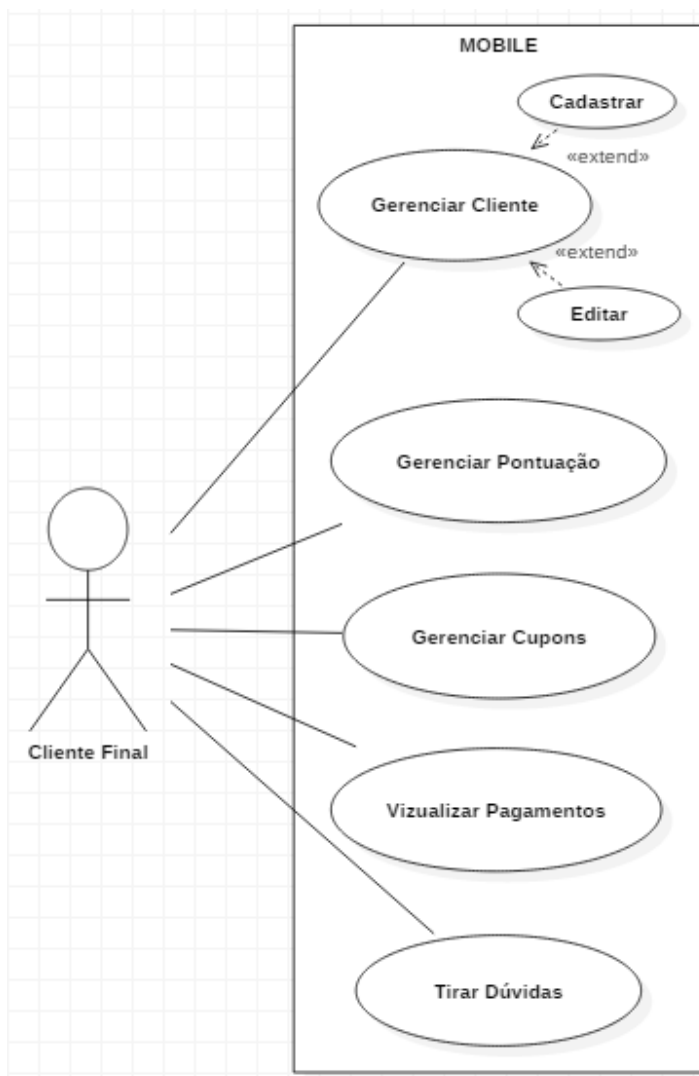 MOBILE
Cadastrar
«extend»
Gerenciar Cliente
«extend»
Editar
Gerenciar Pontuação
Gerenciar Cupons
Cliente Final
Vizualizar Pagamentos
Tirar Dúvidas